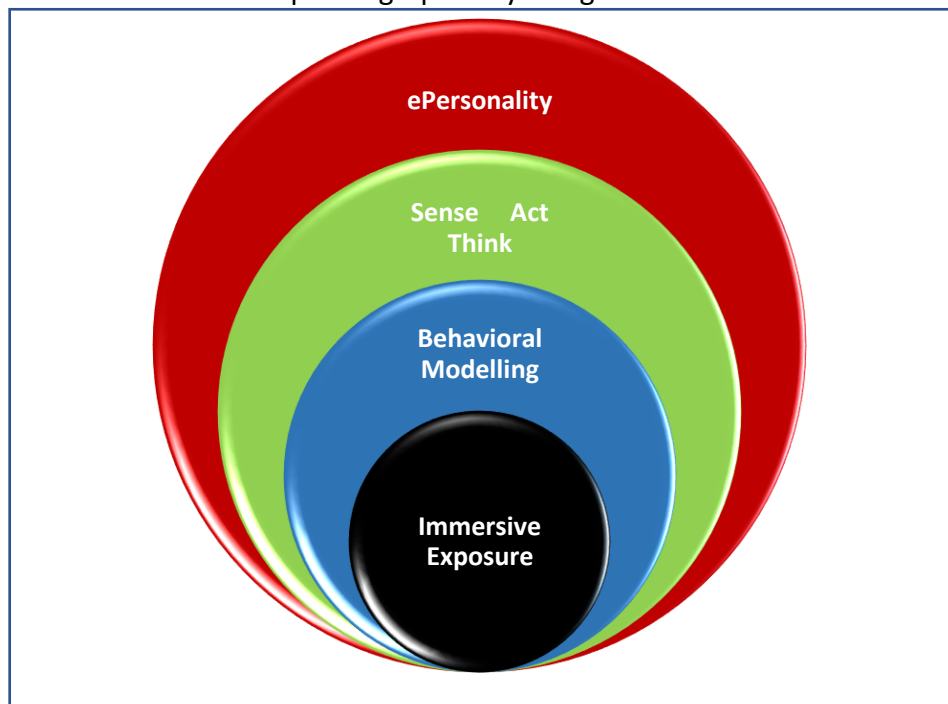 ePersonality
Sense Act
Think
Behavioral
Modelling
Immersive
Exposure